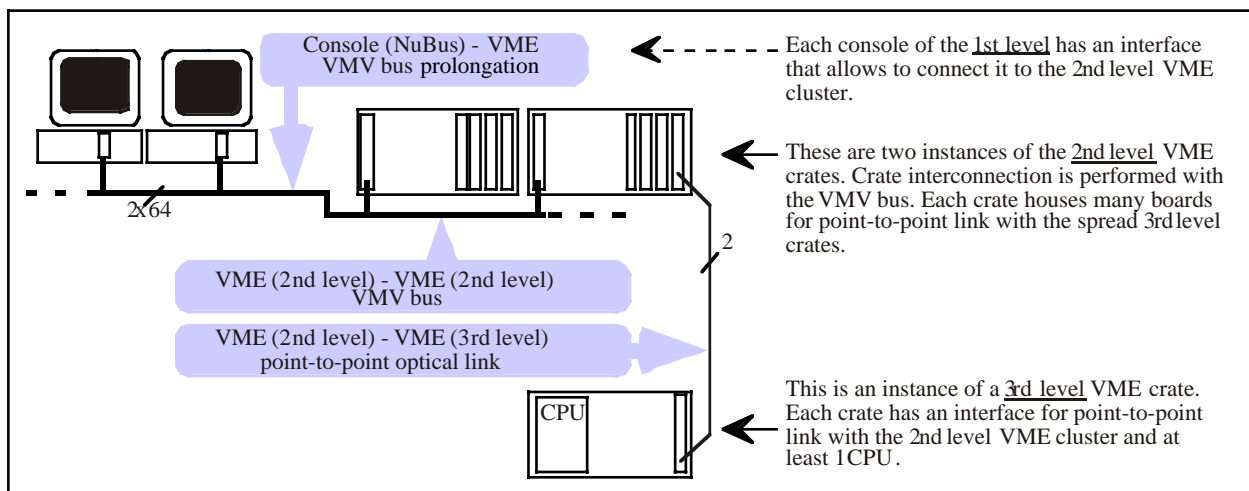 Console (NuBus) - VME
VMV bus prolongation
Each console of the 1st level has an interface
that allows to connect it to the 2nd level VME
cluster.
These are two instances of the 2nd level VME
crates. Crate interconnection is performed with
the VMV bus. Each crate houses many boards
for point-to-point link with the spread 3rd level
crates.
2x64
2
VME (2nd level) - VME (2nd level)
VMV bus
VME (2nd level) - VME (3rd level)
point-to-point optical link
CPU
This is an instance of a 3rd level VME crate.
Each crate has an interface for point-to-point
link with the 2nd level VME cluster and at
least 1CPU.